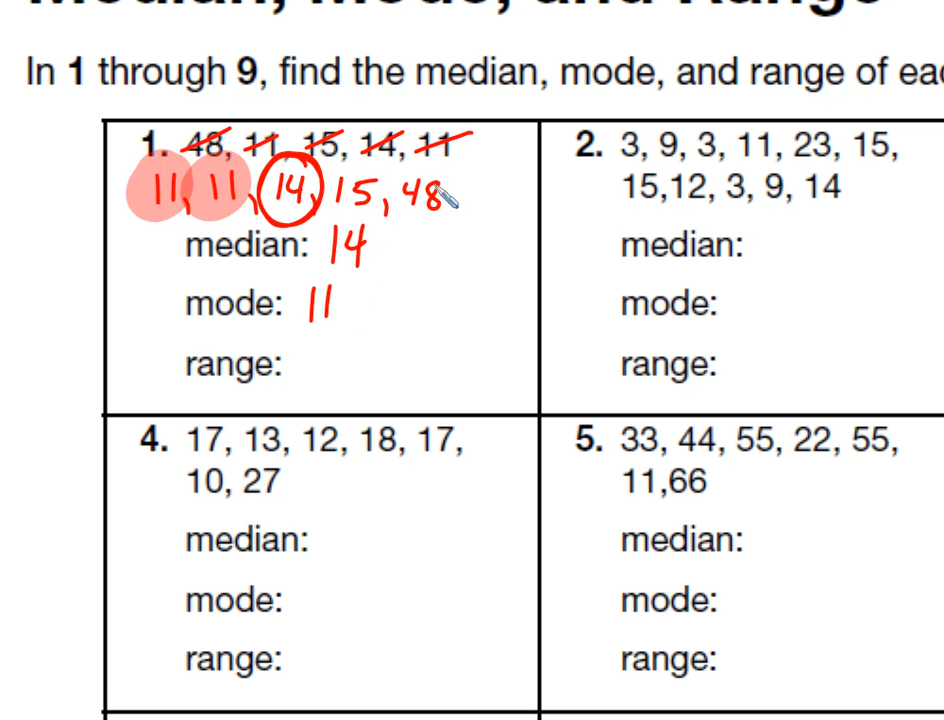 Median, Mode, and Range
In 1 through 9, find the median, mode, and range of
1. 48, 11, 15, 14, 11
11, 11, 14, 15, 48
median: 14
mode: 11
range:
2. 3, 9, 3, 11, 23, 15,
15,12, 3, 9, 14
median:
mode:
range:
4. 17, 13, 12, 18, 17,
10, 27
median:
mode:
range:
5. 33, 44, 55, 22, 55,
11,66
median:
mode:
range: